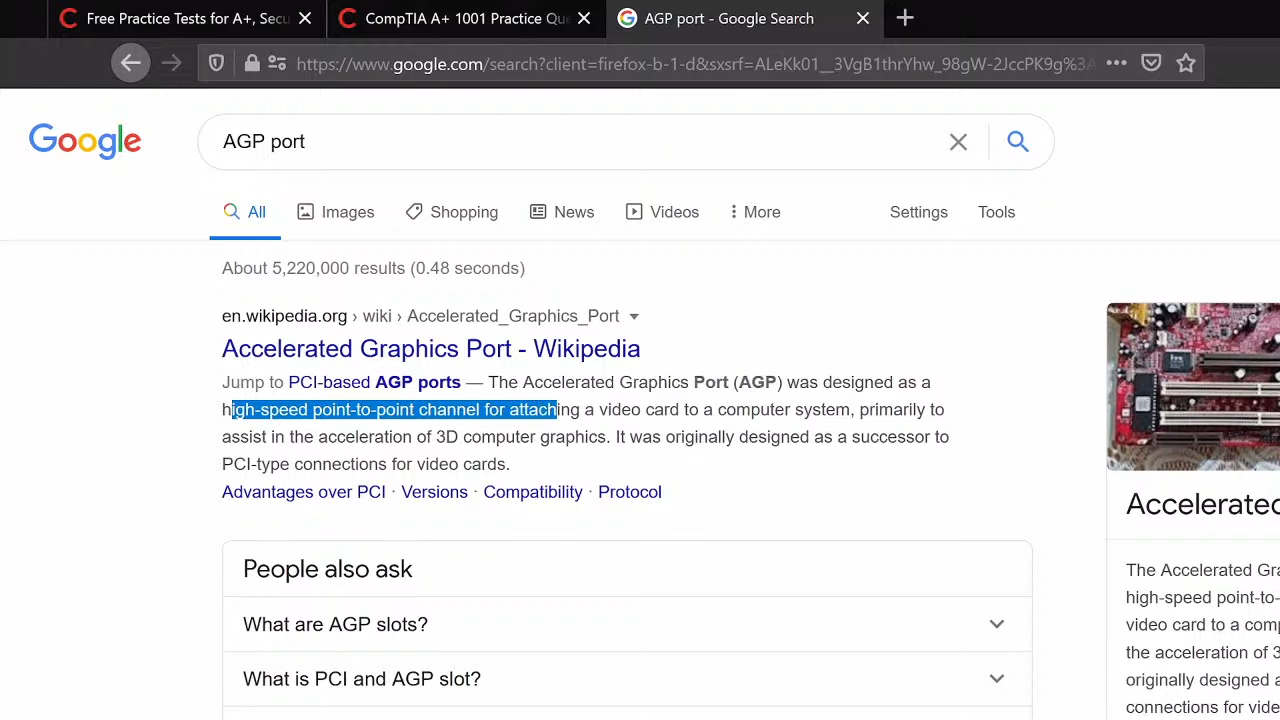 Free Practice Tests for A+, Secu
CompTIA A+ 1001 Practice Que
AGP port - Google Search
https://www.google.com/search?client=firefox-b-1-d&sxsrf=ALeKk01__3VgB1thrYhw_98gW-2JccPK9g%3A
Google
AGP port
All
Images
Shopping
News
Videos
More
Settings
Tools
About 5,220,000 results (0.48 seconds)
en.wikipedia.org › wiki › Accelerated_Graphics_Port
Accelerated Graphics Port - Wikipedia
Jump to PCI-based AGP ports — The Accelerated Graphics Port (AGP) was designed as a
high-speed point-to-point channel for attaching a video card to a computer system, primarily to
assist in the acceleration of 3D computer graphics. It was originally designed as a successor to
PCI-type connections for video cards.
Advantages over PCI · Versions · Compatibility · Protocol
People also ask
What are AGP slots?
What is PCI and AGP slot?
Accelerated
The Accelerated Gra
high-speed point-to-
video card to a comp
the acceleration of 3
originally designed a
connections for vide